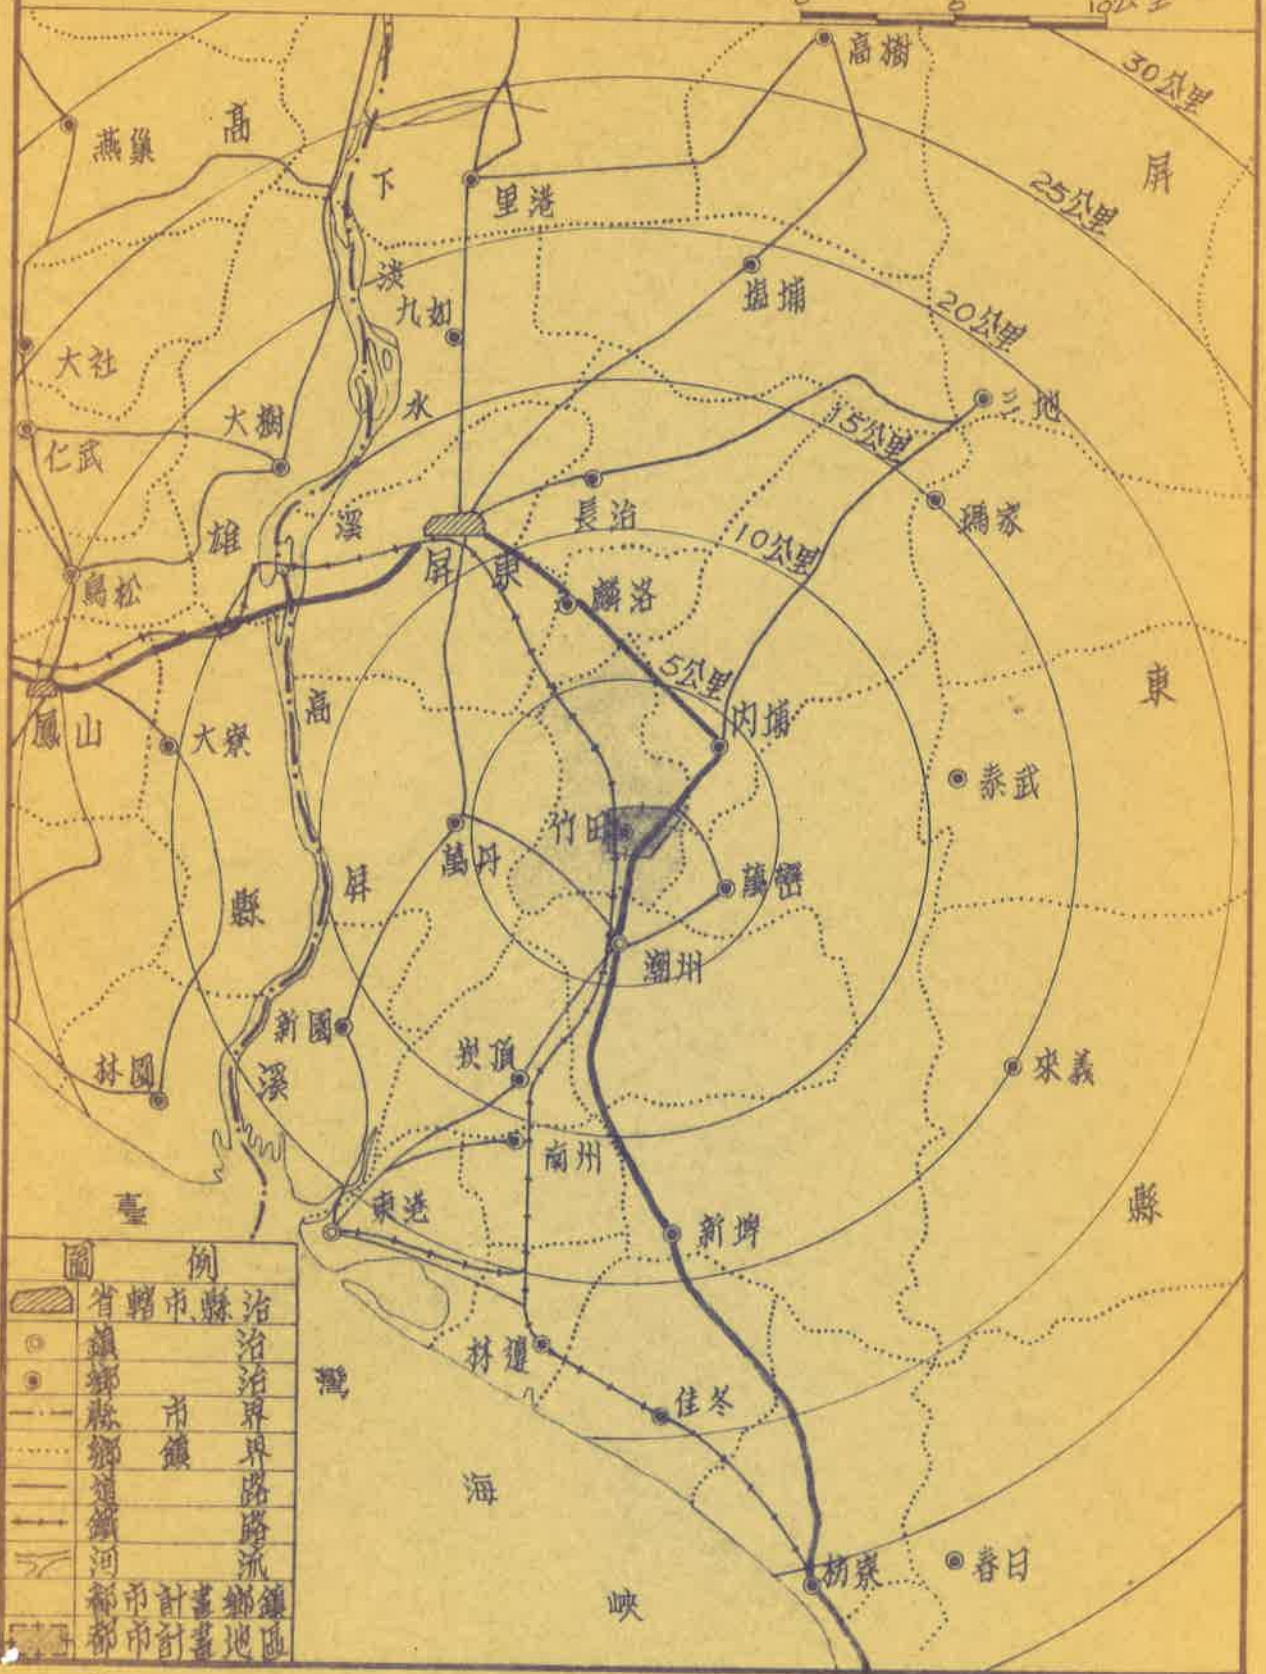 0
10公里
高樹
30公里
燕巢
高
屏
下
里港
25公里
淡
九如
塩埔
20公里
大社
地
大樹
水
15公里
仁武
瑪家
雄
溪
長治
10公里
鳥松
屏東
麟洛
5公里
東
高
內埔
鳳山
大寮
泰武
竹田
萬丹
萬巒
屏
縣
潮州
新園
崁頂
來義
林園
溪
南州
臺
東港
新埤
縣
圖例
省轄市.縣治
鎮治
鄉治
縣市界
鄉鎮界
道路
鐵路
河流
都市計畫鄉鎮
都市計畫地區
林邊
灣
佳冬
海
枋寮
春日
峽